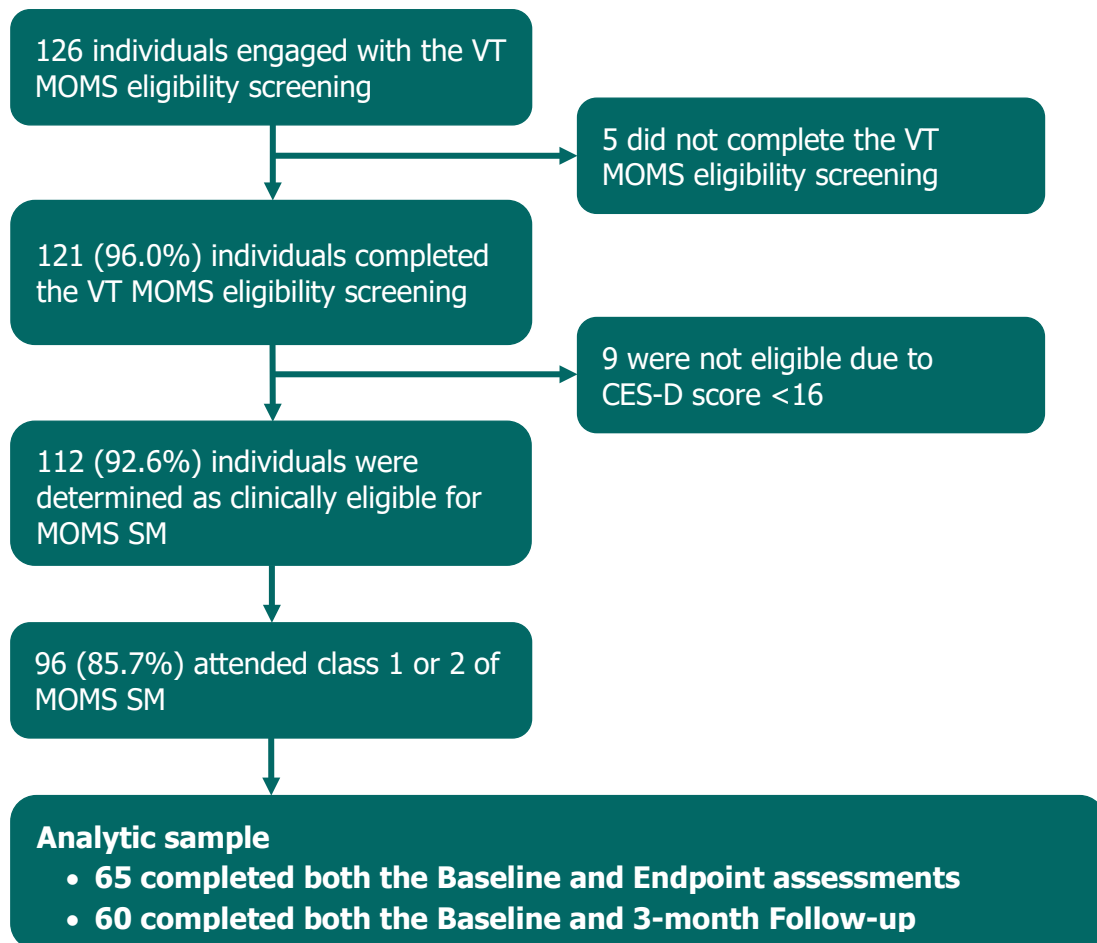 126 individuals engaged with the VT
MOMS eligibility screening
5 did not complete the VT
MOMS eligibility screening
121 (96.0%) individuals completed
the VT MOMS eligibility screening
9 were not eligible due to
CES-D score <16
112 (92.6%) individuals were
determined as clinically eligible for
MOMS SM
96 (85.7%) attended class 1 or 2 of
MOMS SM
Analytic sample
• 65 completed both the Baseline and Endpoint assessments
• 60 completed both the Baseline and 3-month Follow-up